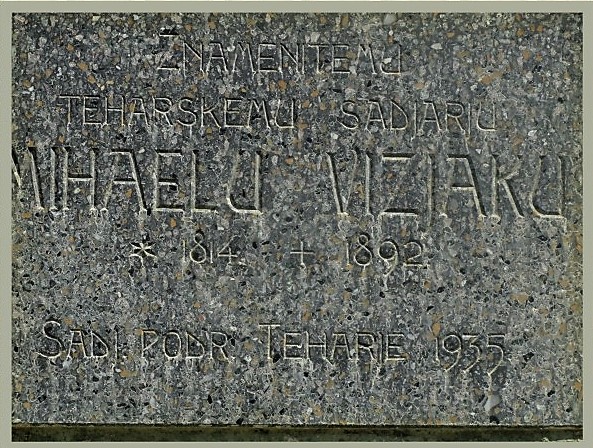 ZNAMENITEMU
TEHARSKEMU SADJARJU
MIHAELU VIZJAKU
* 1814. + 1892
SADJ. PODR. TEHARJE 1935